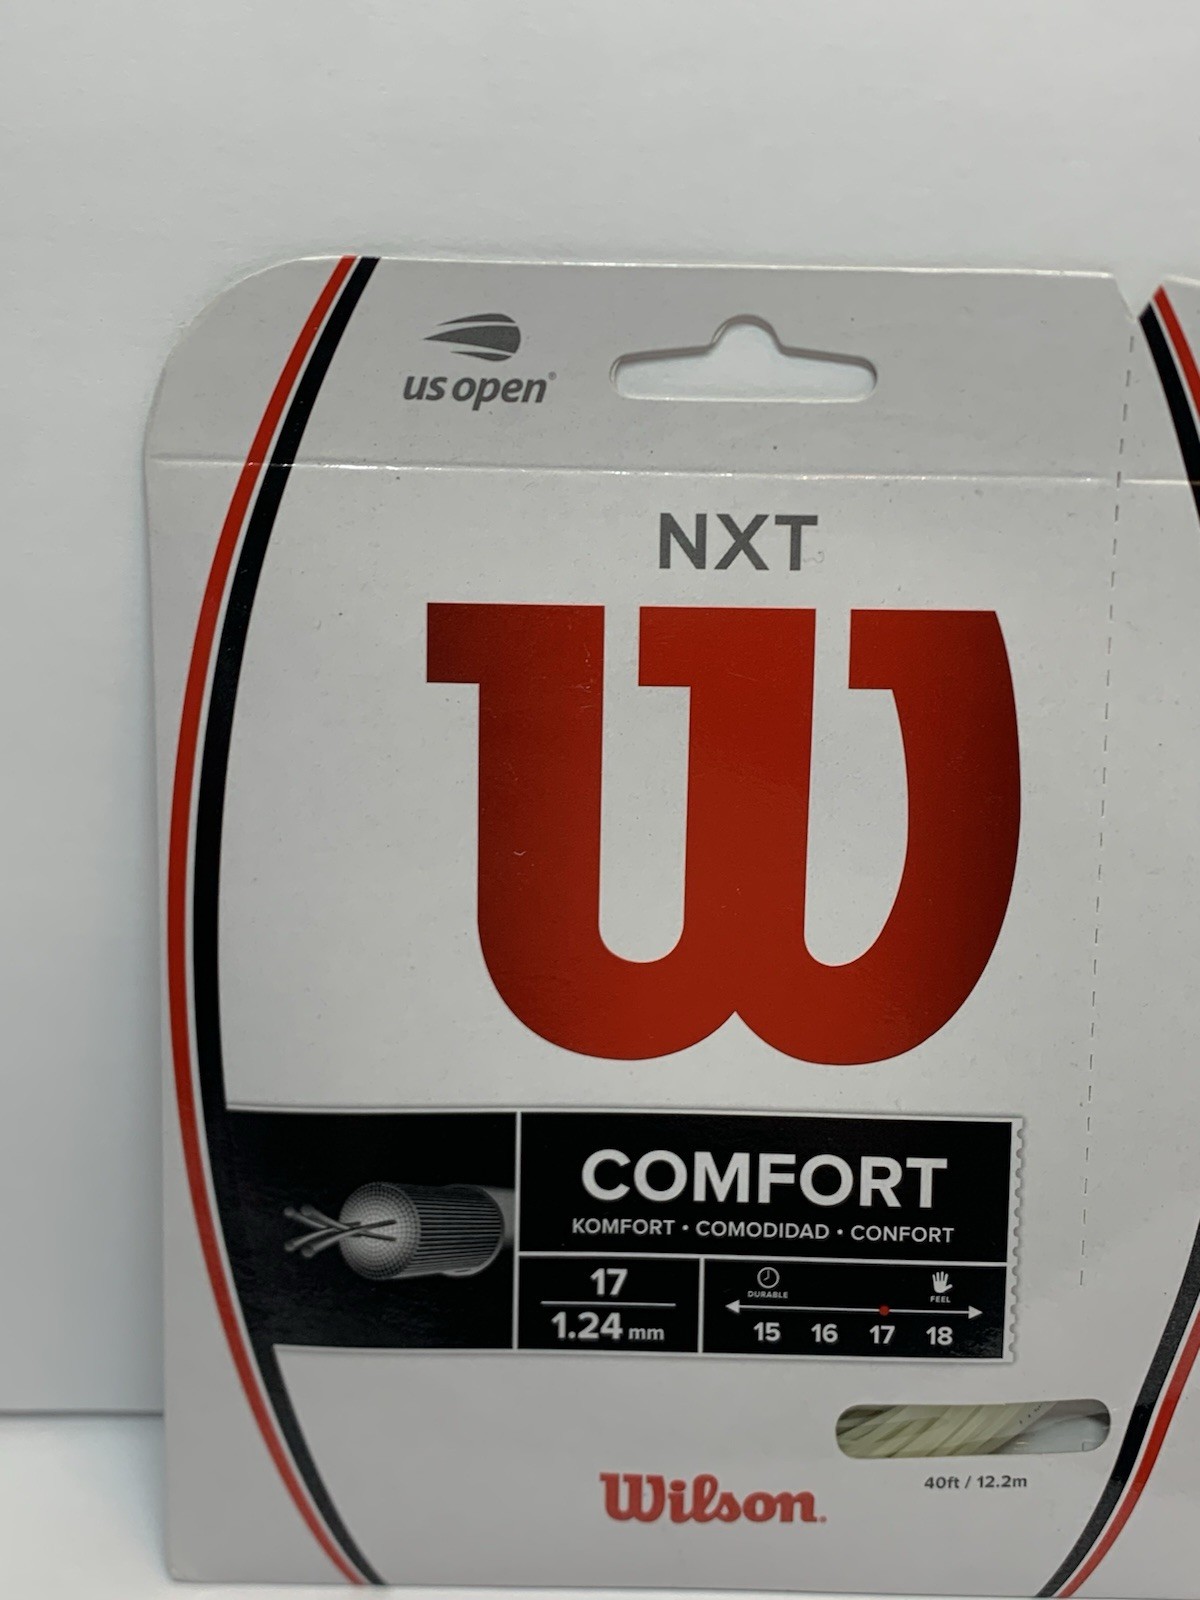 us open®
NXT
W
COMFORT
KOMFORT • COMODIDAD • CONFORT
17
1.24 mm
DURABLE
FEEL
15 16 17 18
40ft / 12.2m
Wilson.